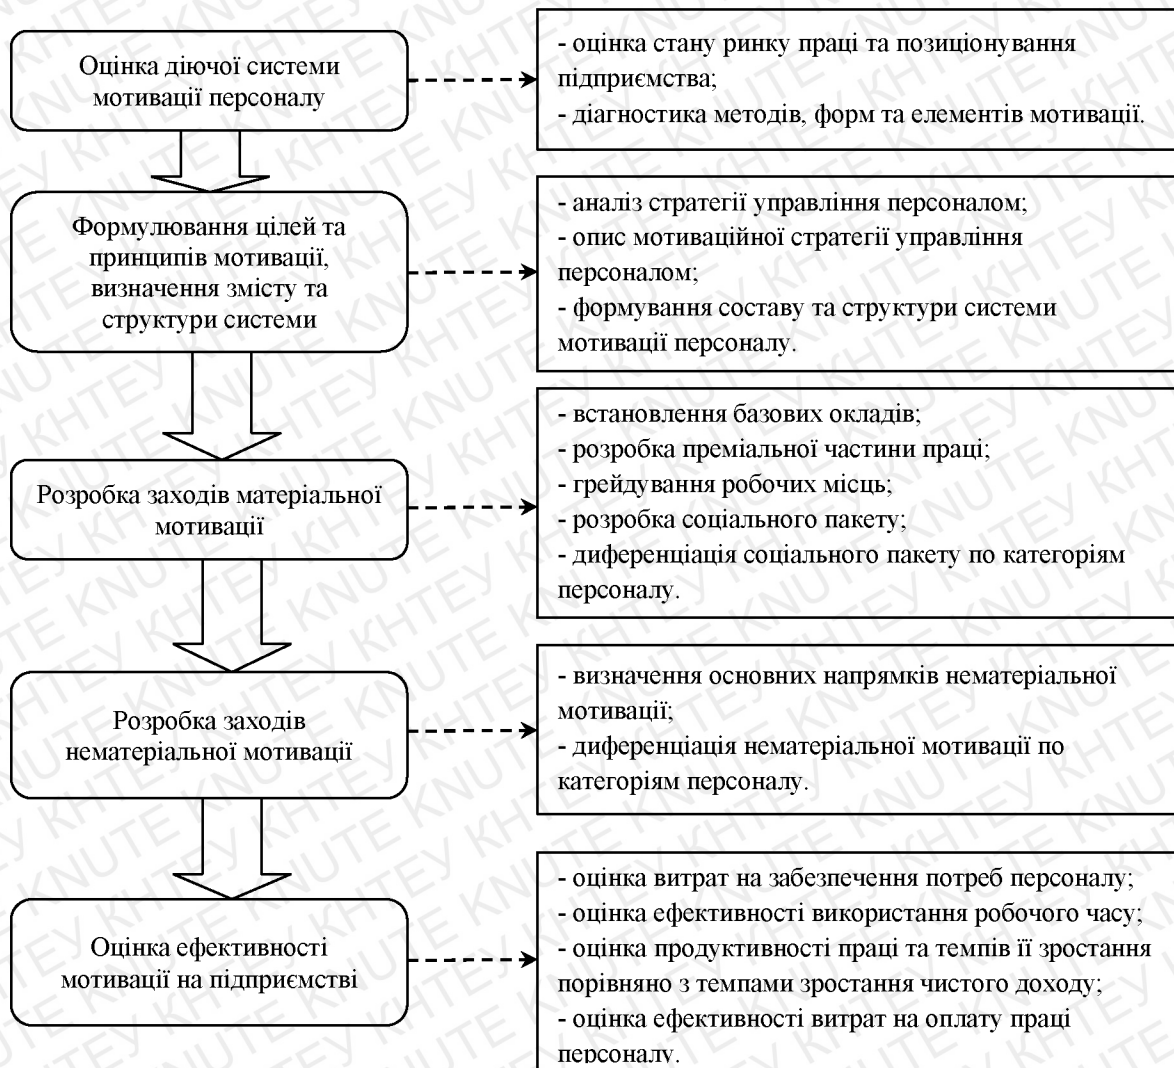 Оцінка діючої системи
мотивації персоналу
- оцінка стану ринку праці та позиціонування
підприємства;
- діагностика методів, форм та елементів мотивації.
Формулювання цілей та
принципів мотивації,
визначення змісту та
структури системи
- аналіз стратегії управління персоналом;
- опис мотиваційної стратегії управління
персоналом;
- формування составу та структури системи
мотивації персоналу.
Розробка заходів матеріальної
мотивації
- встановлення базових окладів;
- розробка преміальної частини праці;
- грейдування робочих місць;
- розробка соціального пакету;
- диференціація соціального пакету по категоріям
персоналу.
Розробка заходів
нематеріальної мотивації
- визначення основних напрямків нематеріальної
мотивації;
- диференціація нематеріальної мотивації по
категоріям персоналу.
Оцінка ефективності
мотивації на підприємстві
- оцінка витрат на забезпечення потреб персоналу;
- оцінка ефективності використання робочого часу;
- оцінка продуктивності праці та темпів її зростання
порівняно з темпами зростання чистого доходу;
- оцінка ефективності витрат на оплату праці
персоналу.